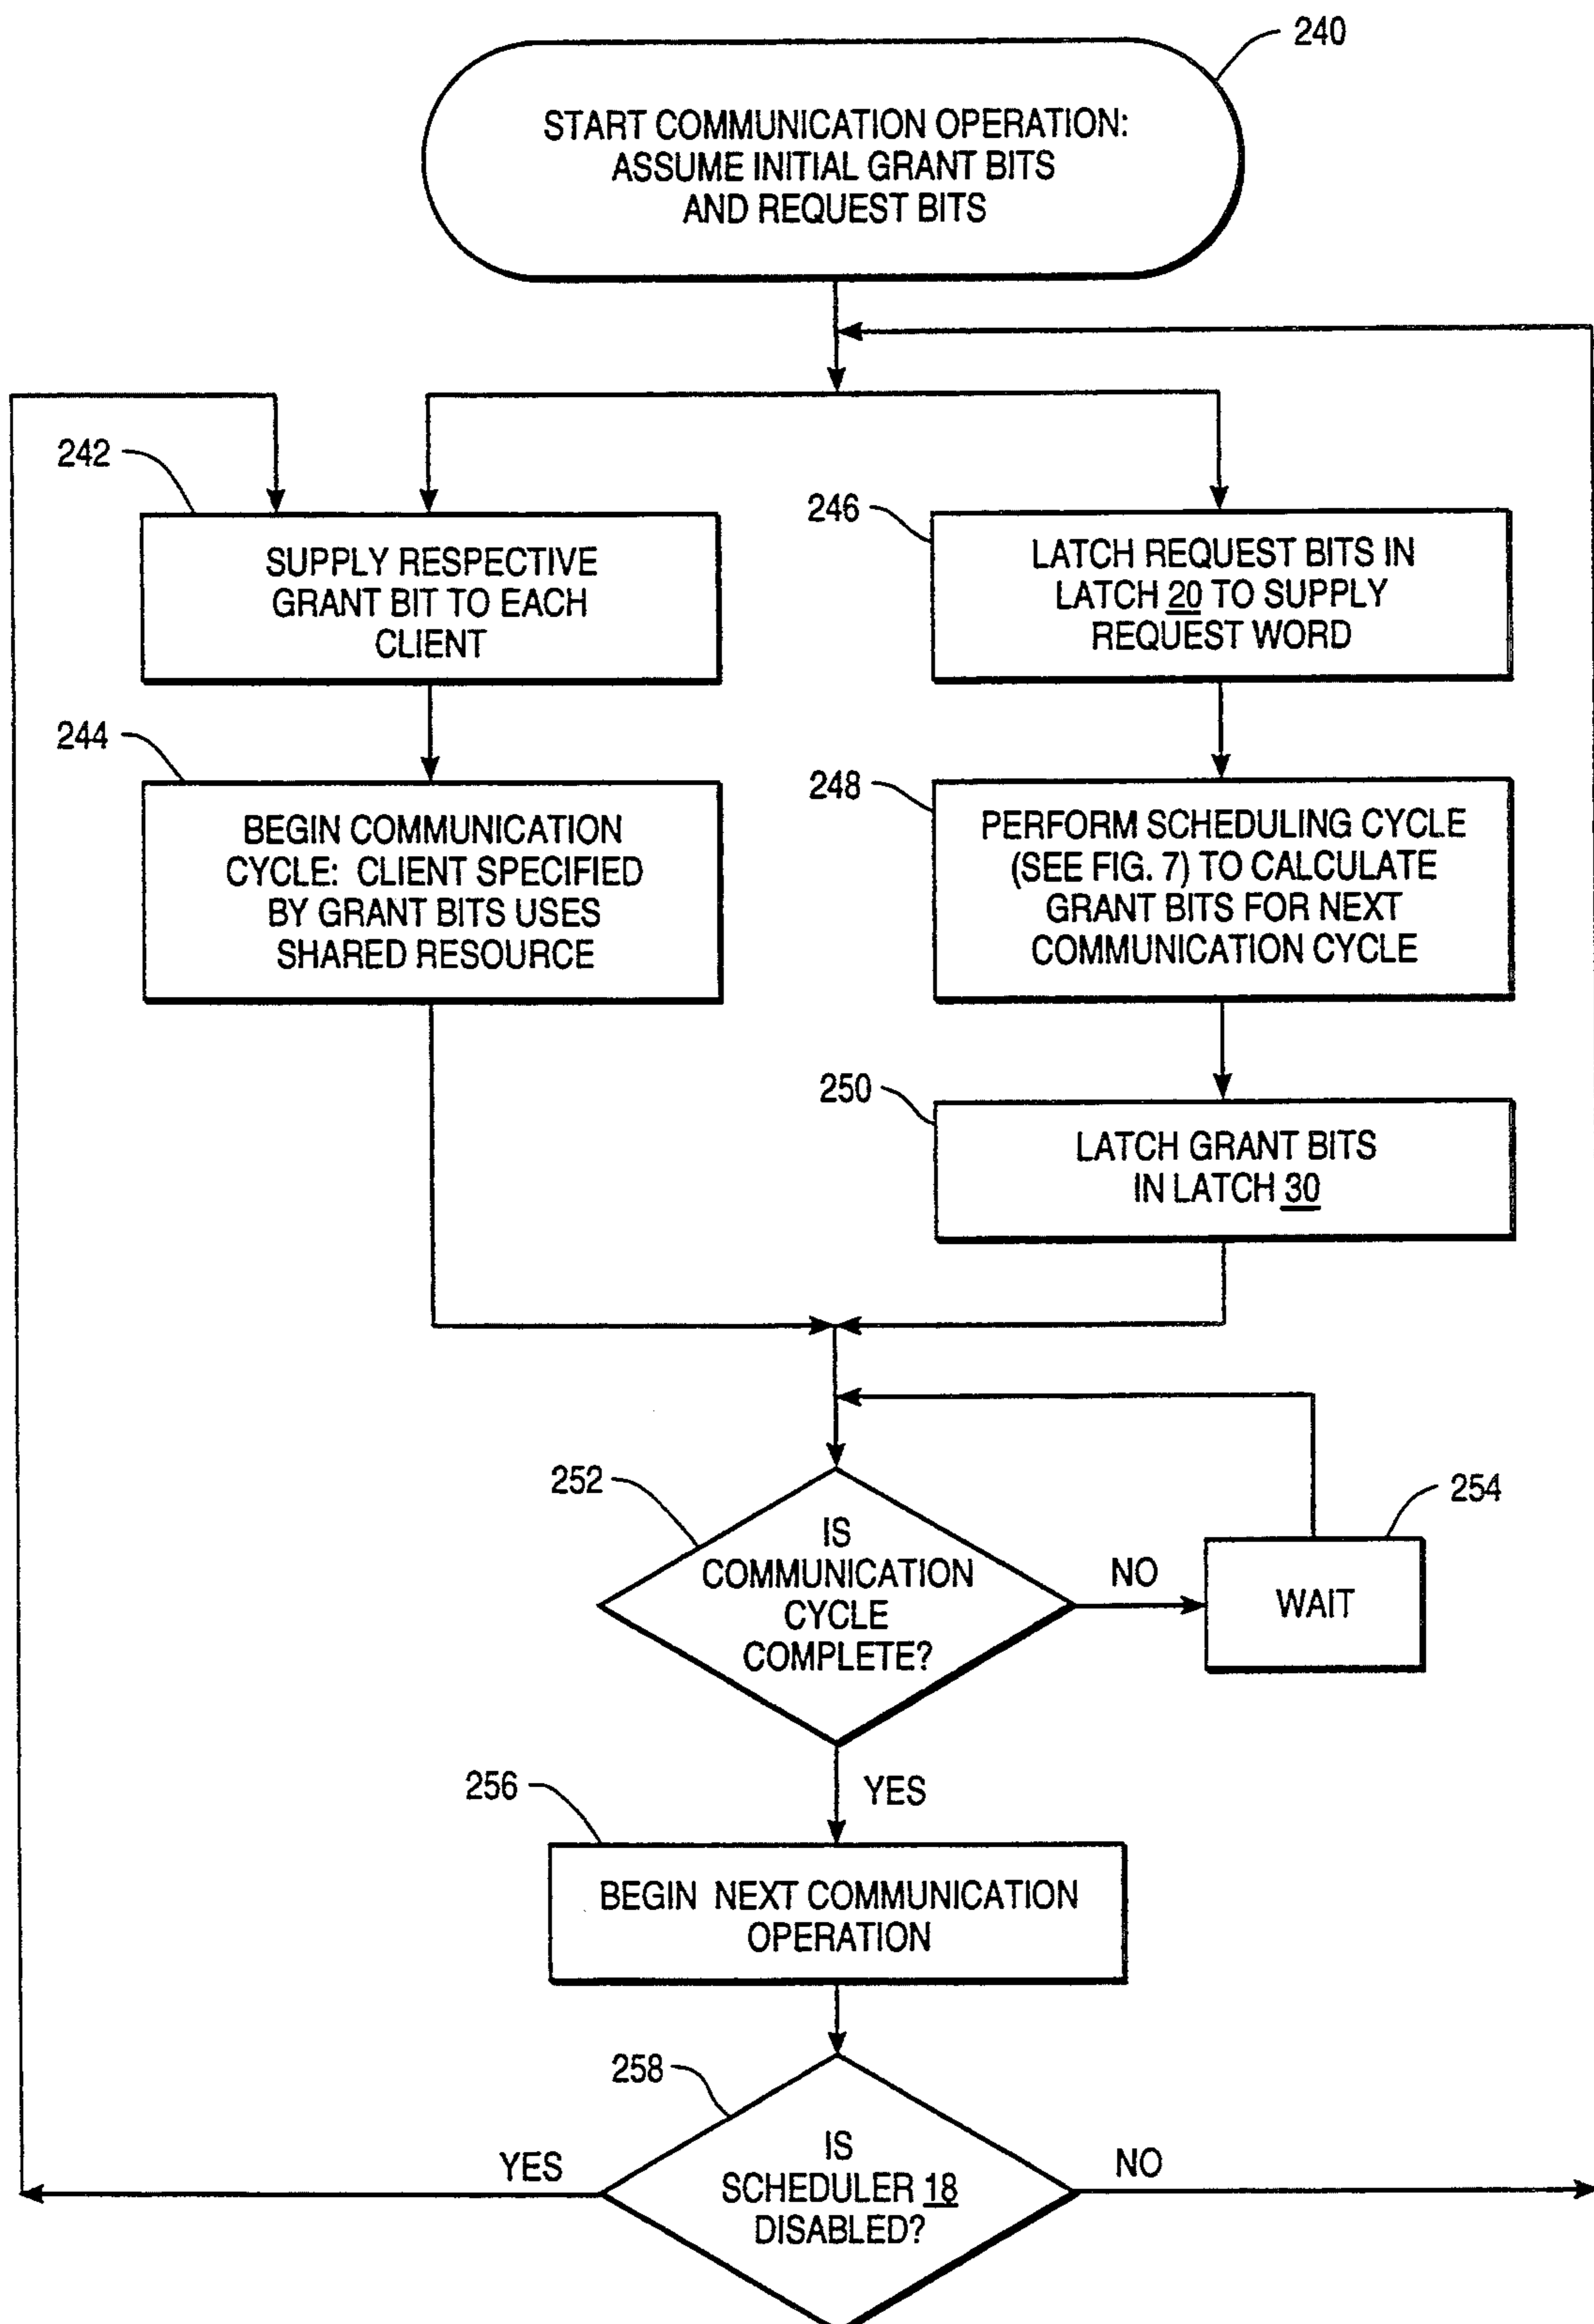 240
START COMMUNICATION OPERATION:
ASSUME INITIAL GRANT BITS
AND REQUEST BITS
242
SUPPLY RESPECTIVE
GRANT BIT TO EACH
CLIENT
246
LATCH REQUEST BITS IN
LATCH 20 TO SUPPLY
REQUEST WORD
244
BEGIN COMMUNICATION
CYCLE: CLIENT SPECIFIED
BY GRANT BITS USES
SHARED RESOURCE
248
PERFORM SCHEDULING CYCLE
(SEE FIG. 7) TO CALCULATE
GRANT BITS FOR NEXT
COMMUNICATION CYCLE
250
LATCH GRANT BITS
IN LATCH 30
252
IS
COMMUNICATION
CYCLE
COMPLETE?
NO
254
WAIT
YES
256
BEGIN NEXT COMMUNICATION
OPERATION
258
IS
SCHEDULER 18
DISABLED?
YES
NO